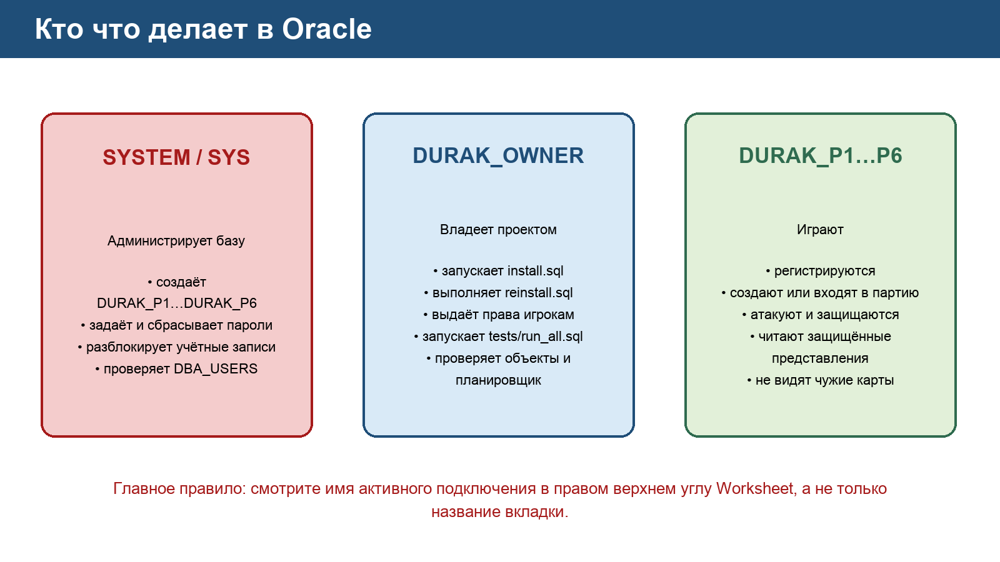 Кто что делает в Oracle
SYSTEM / SYS
Администрирует базу
• создаёт
DURAK_P1…DURAK_P6
• задаёт и сбрасывает пароли
• разблокирует учётные записи
• проверяет DBA_USERS
DURAK_OWNER
Владеет проектом
• запускает install.sql
• выполняет reinstall.sql
• выдаёт права игрокам
• запускает tests/run_all.sql
• проверяет объекты и
планировщик
DURAK_P1…P6
Играют
• регистрируются
• создают или входят в партию
• атакуют и защищаются
• читают защищённые
представления
• не видят чужие карты
Главное правило: смотрите имя активного подключения в правом верхнем углу Worksheet, а не только
название вкладки.